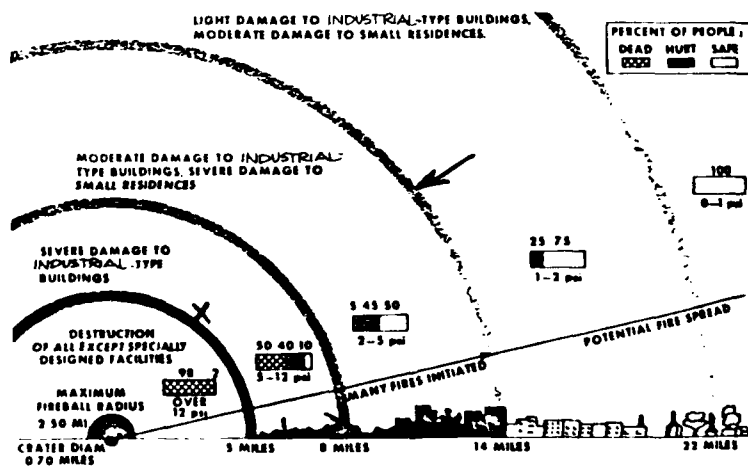 LIGHT DAMAGE TO INDUSTRIAL-TYPE BUILDINGS,
MODERATE DAMAGE TO SMALL RESIDENCES.
PERCENT OF PEOPLE:
DEAD HURT SAFE
MODERATE DAMAGE TO INDUSTRIAL-
TYPE BUILDINGS, SEVERE DAMAGE TO
SMALL RESIDENCES
100
0-1 psi
SEVERE DAMAGE TO
INDUSTRIAL-TYPE
BUILDINGS
25 75
1-2 psi
5 45 50
2-5 psi
DESTRUCTION
OF ALL EXCEPT SPECIALLY
DESIGNED FACILITIES
50 40 10
5-12 psi
98 2
OVER
12 psi
POTENTIAL FIRE SPREAD
MANY FIRES INITIATED
MAXIMUM
FIREBALL RADIUS
2.50 MI
CRATER DIAM
0.70 MILES
5 MILES
8 MILES
14 MILES
22 MILES